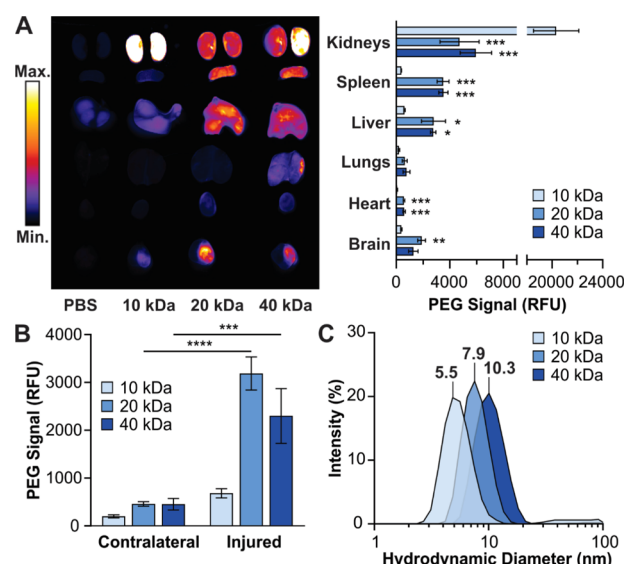 A
Max.
Min.
PBS 10 kDa 20 kDa 40 kDa
Kidneys
***
***
Spleen
***
***
Liver
*
*
Lungs
Heart
***
***
Brain
**
10 kDa
20 kDa
40 kDa
0 4000 8000 20000 24000
PEG Signal (RFU)
B
PEG Signal (RFU)
4000
3000
2000
1000
0
***
****
10 kDa
20 kDa
40 kDa
Contralateral Injured
C
Intensity (%)
30
20
10
0
5.5
7.9
10.3
10 kDa
20 kDa
40 kDa
1 10 100
Hydrodynamic Diameter (nm)